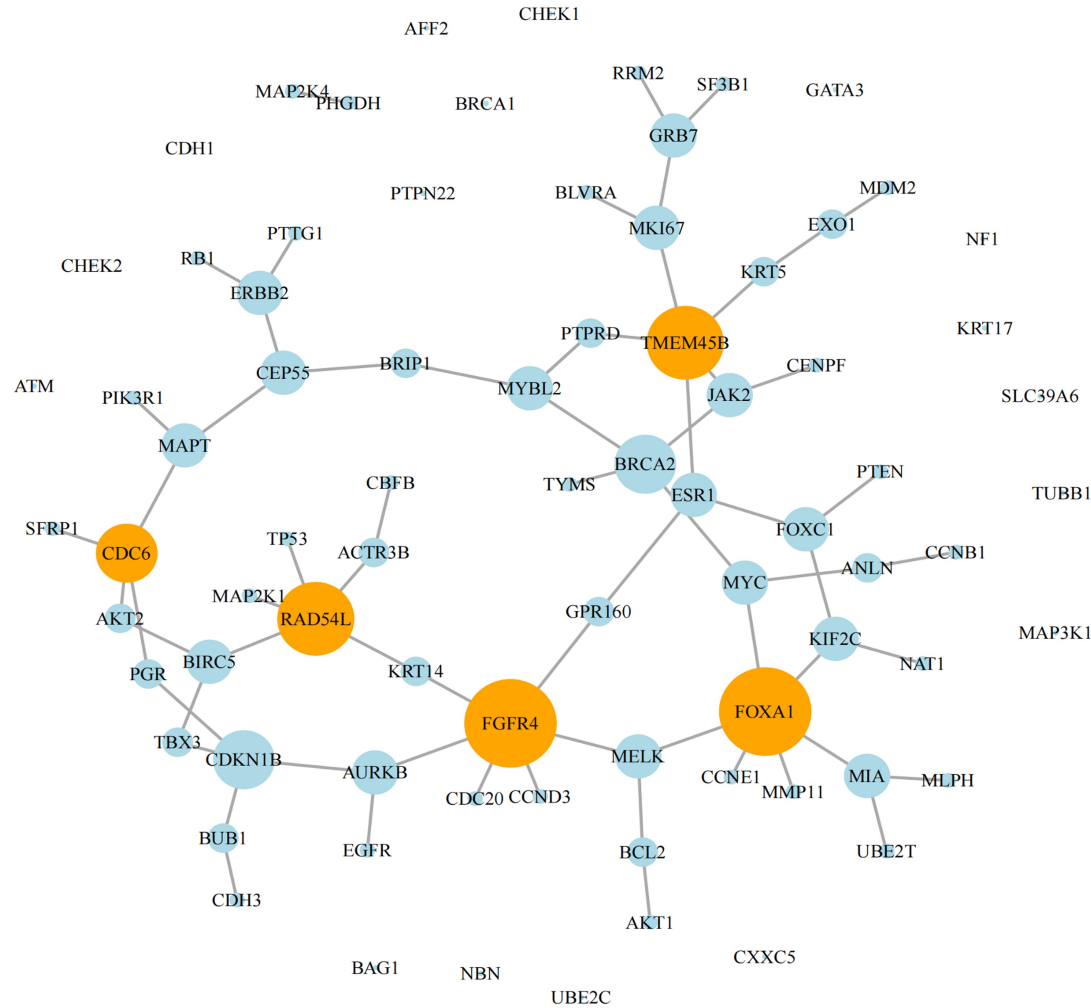 CHEK1
AFF2
RRM2
SF3B1
MAP2K4
PHGDH
BRCA1
GATA3
GRB7
CDH1
PTPN22
BLVRA
MDM2
MKI67
EXO1
PTTG1
NF1
RB1
CHEK2
KRT5
ERBB2
KRT17
PTPRD
TMEM45B
BRIP1
CENPF
CEP55
ATM
MYBL2
JAK2
SLC39A6
PIK3R1
MAPT
BRCA2
PTEN
CBFB
TYMS
ESR1
TUBB1
SFRP1
TP53
FOXC1
CDC6
ACTR3B
CCNB1
ANLN
MYC
MAP2K1
GPR160
AKT2
RAD54L
MAP3K1
KIF2C
BIRC5
NAT1
PGR
KRT14
FGFR4
FOXA1
TBX3
CDKN1B
AURKB
MELK
CCNE1
MIA
MLPH
CDC20
CCND3
MMP11
BUB1
EGFR
BCL2
UBE2T
CDH3
AKT1
CXXC5
BAG1
NBN
UBE2C